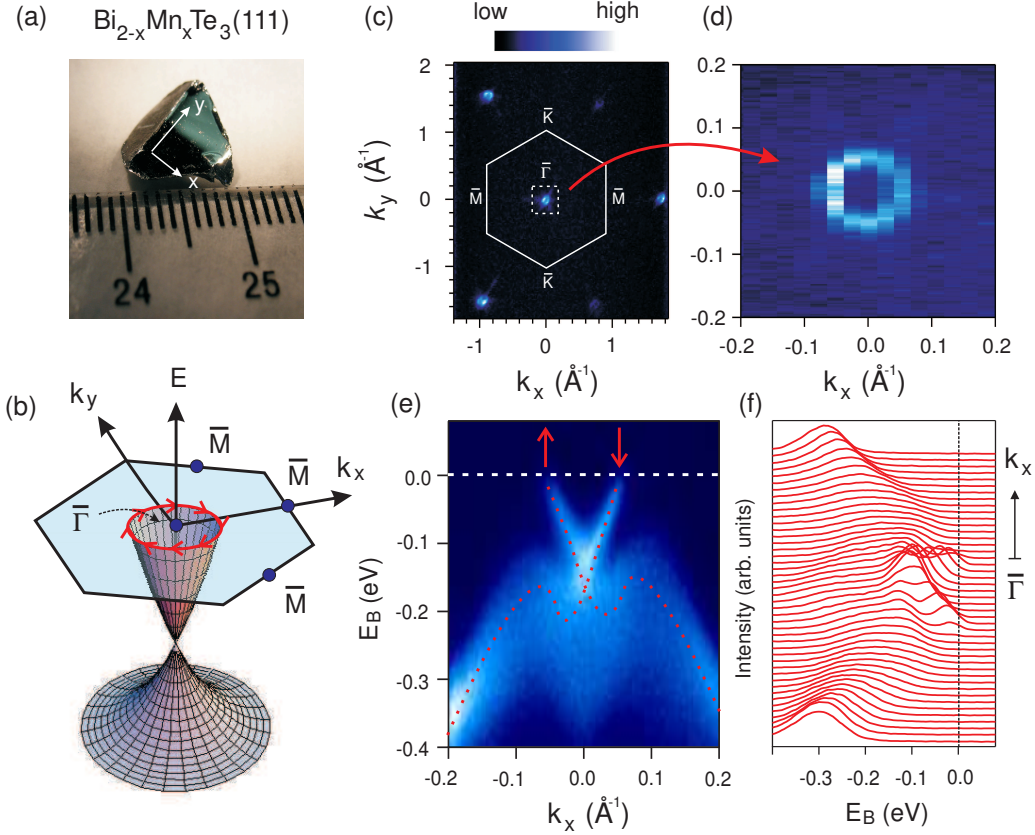 (a)
Bi2-xMnxTe3(111)
y
x
24
25
(b)
E
ky
M̅
M̅
kx
Γ̅
M̅
(c)
low
high
2
1
0
-1
ky (Å-1)
K̅
Γ̅
M̅
M̅
K̅
-1
0
1
kx (Å-1)
(d)
0.2
0.1
0.0
-0.1
-0.2
-0.2
-0.1
0.0
0.1
0.2
kx (Å-1)
(e)
0.0
-0.1
-0.2
-0.3
-0.4
EB (eV)
-0.2
-0.1
0.0
0.1
0.2
kx (Å-1)
(f)
Intensity (arb. units)
kx
Γ̅
-0.3
-0.2
-0.1
0.0
EB (eV)